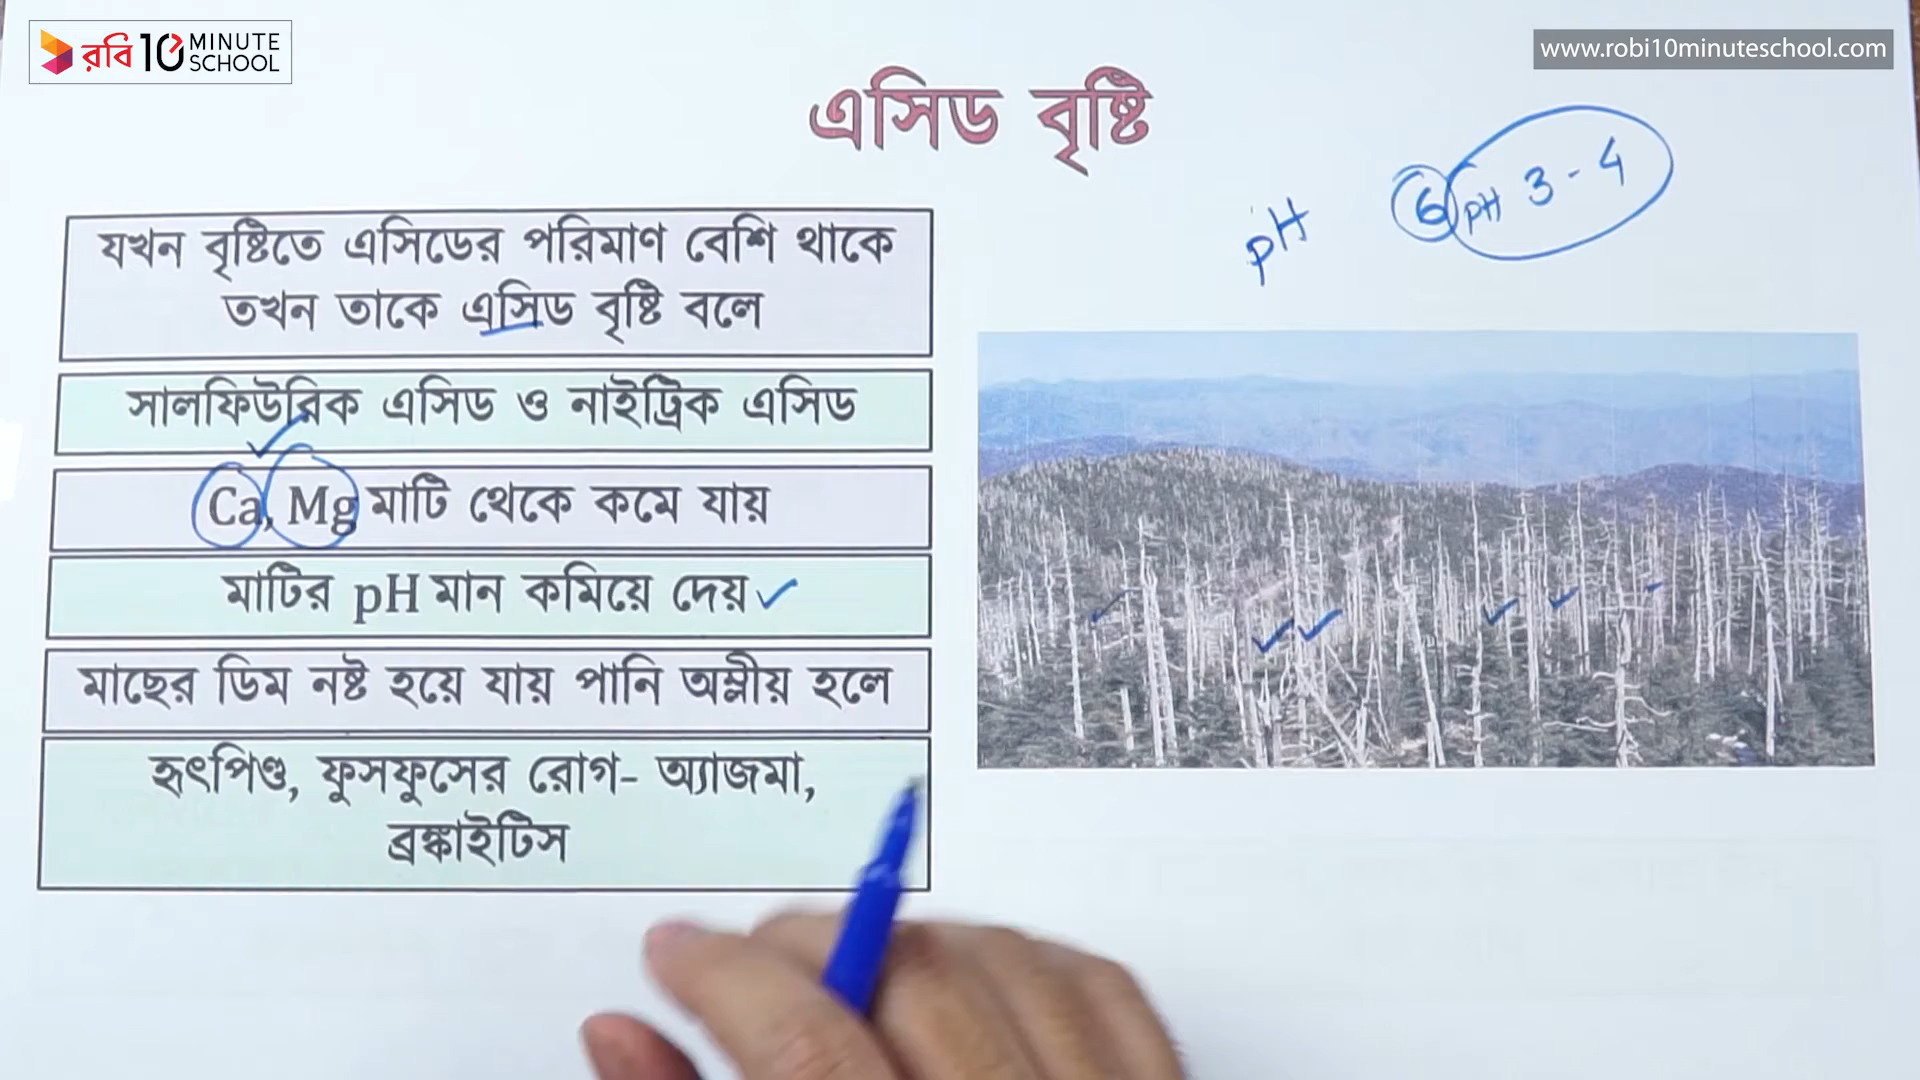 রবি 10 MINUTE SCHOOL
www.robi10minuteschool.com
এসিড বৃষ্টি
pH 6 pH 3-4
যখন বৃষ্টিতে এসিডের পরিমাণ বেশি থাকে
তখন তাকে এসিড বৃষ্টি বলে
সালফিউরিক এসিড ও নাইট্রিক এসিড
Ca, Mg মাটি থেকে কমে যায়
মাটির pH মান কমিয়ে দেয়
মাছের ডিম নষ্ট হয়ে যায় পানি অম্লীয় হলে
হৃৎপিণ্ড, ফুসফুসের রোগ- অ্যাজমা,
ব্রঙ্কাইটিস